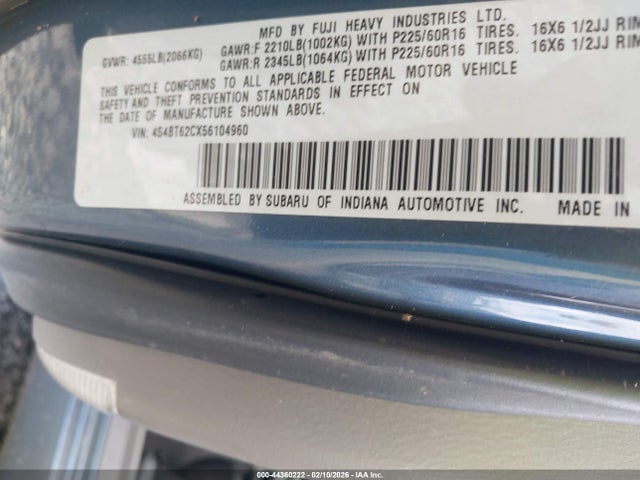 MFD BY FUJI HEAVY INDUSTRIES LTD.
GVWR: 4555LB(2066KG) GAWR:F 2210LB(1002KG) WITH P225/60R16 TIRES. 16X6 1/2JJ RIM
GAWR:R 2345LB(1064KG) WITH P225/60R16 TIRES. 16X6 1/2JJ RIM
THIS VEHICLE CONFORMS TO ALL APPLICABLE FEDERAL MOTOR VEHICLE
SAFETY AND THEFT PREVENTION STANDARDS IN EFFECT ON
THE DATE OF MANUFACTURE SHOWN ABOVE.
VIN: 4S4BT62CX56104960
ASSEMBLED BY SUBARU OF INDIANA AUTOMOTIVE INC. MADE IN
000-44360222 - 02/10/2026 - IAA Inc.